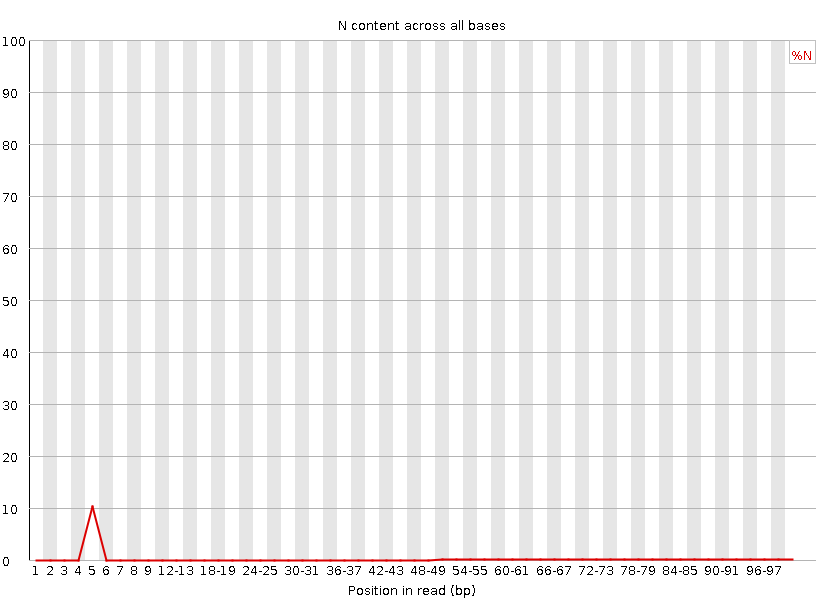 N content across all bases
%N
100
90
80
70
60
50
40
30
20
10
0
1 2 3 4 5 6 7 8 9 12-13 18-19 24-25 30-31 36-37 42-43 48-49 54-55 60-61 66-67 72-73 78-79 84-85 90-91 96-97
Position in read (bp)